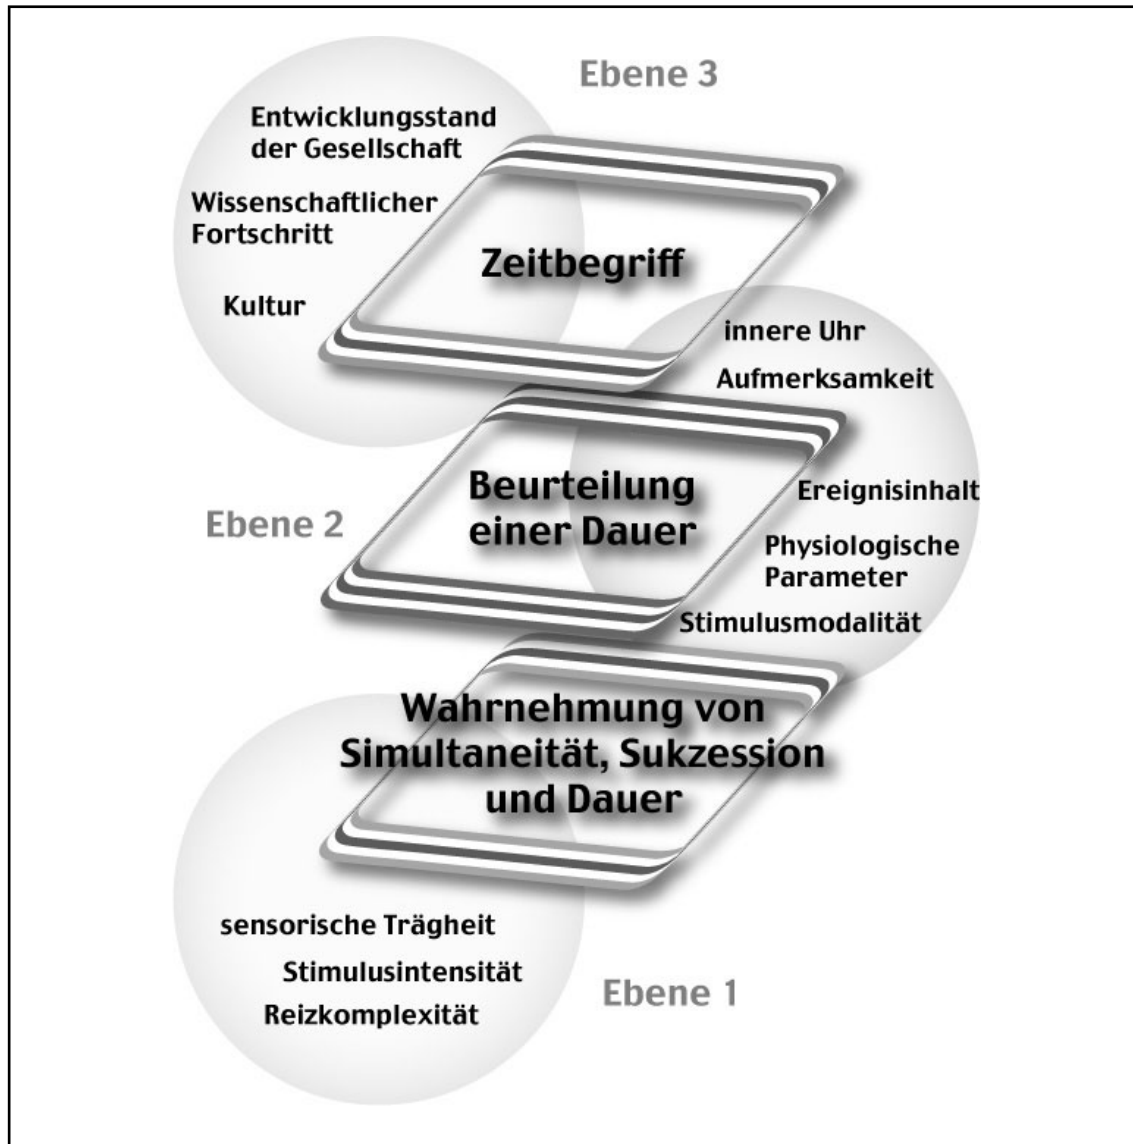 Ebene 3
Entwicklungsstand
der Gesellschaft
Wissenschaftlicher
Fortschritt
Kultur
Zeitbegriff
innere Uhr
Aufmerksamkeit
Ereignisinhalt
Physiologische
Parameter
Stimulusmodalität
Beurteilung
einer Dauer
Ebene 2
Wahrnehmung von
Simultaneität, Sukzession
und Dauer
sensorische Trägheit
Stimulusintensität
Reizkomplexität
Ebene 1